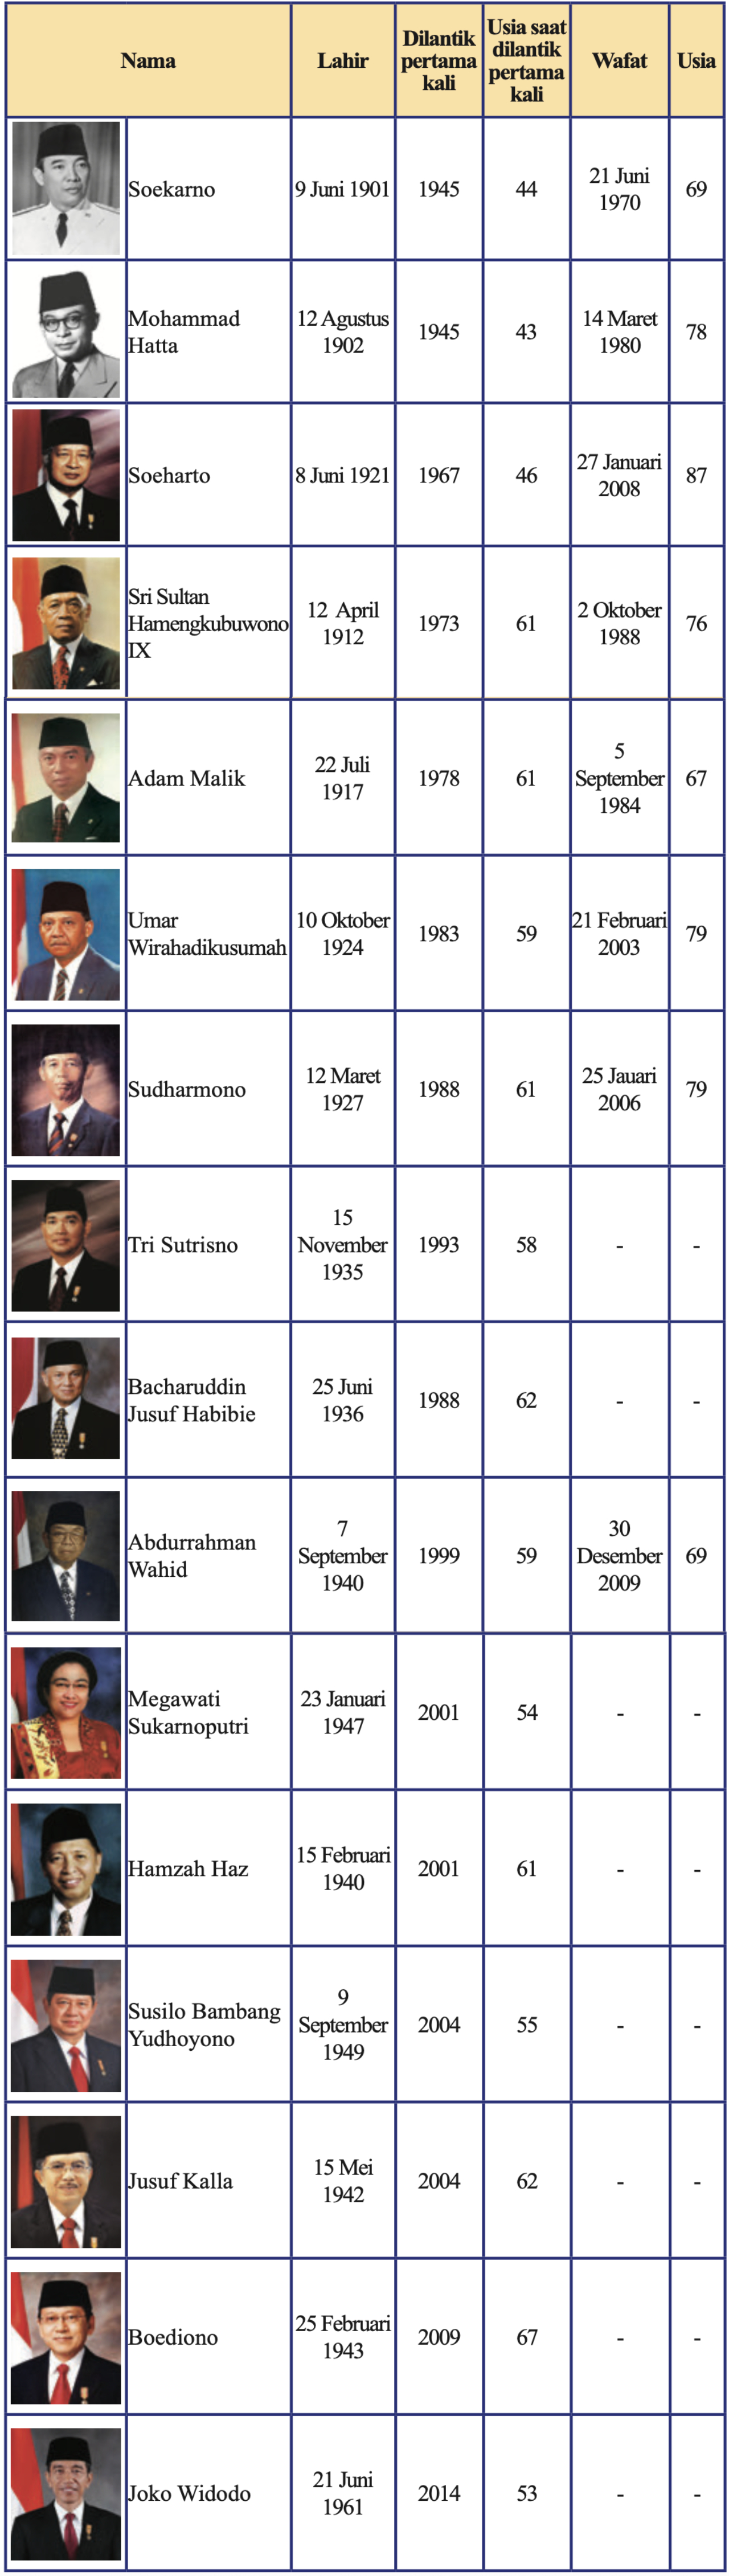 Nama
Lahir
Dilantik
pertama
kali
Usia saat
dilantik
pertama
kali
Wafat
Usia
Soekarno
9 Juni 1901
1945
44
21 Juni
1970
69
Mohammad
Hatta
12 Agustus
1902
1945
43
14 Maret
1980
78
Soeharto
8 Juni 1921
1967
46
27 Januari
2008
87
Sri Sultan
Hamengkubuwono
IX
12 April
1912
1973
61
2 Oktober
1988
76
Adam Malik
22 Juli
1917
1978
61
5
September
1984
67
Umar
Wirahadikusumah
10 Oktober
1924
1983
59
21 Februari
2003
79
Sudharmono
12 Maret
1927
1988
61
25 Jauari
2006
79
Tri Sutrisno
15
November
1935
1993
58
-
-
Bacharuddin
Jusuf Habibie
25 Juni
1936
1988
62
-
-
Abdurrahman
Wahid
7
September
1940
1999
59
30
Desember
2009
69
Megawati
Sukarnoputri
23 Januari
1947
2001
54
-
-
Hamzah Haz
15 Februari
1940
2001
61
-
-
Susilo Bambang
Yudhoyono
9
September
1949
2004
55
-
-
Jusuf Kalla
15 Mei
1942
2004
62
-
-
Boediono
25 Februari
1943
2009
67
-
-
Joko Widodo
21 Juni
1961
2014
53
-
-